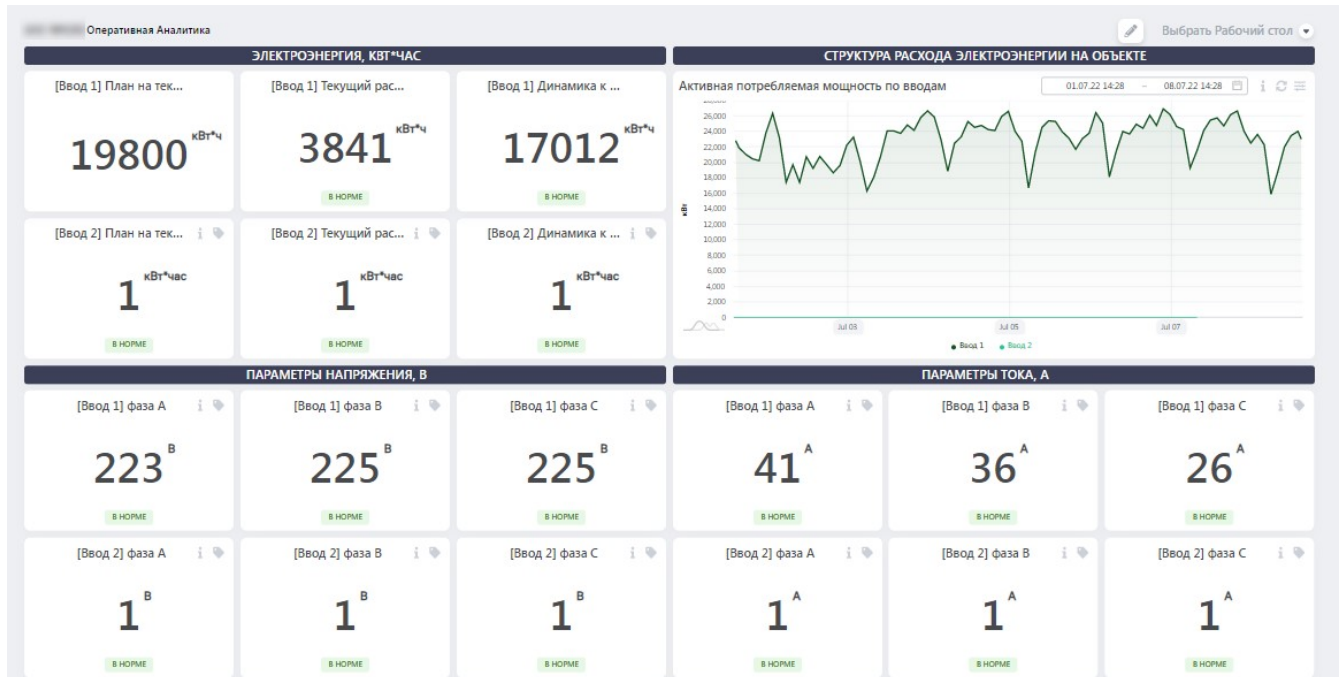 Оперативная Аналитика
Выбрать Рабочий стол
ЭЛЕКТРОЭНЕРГИЯ, КВТ*ЧАС
СТРУКТУРА РАСХОДА ЭЛЕКТРОЭНЕРГИИ НА ОБЪЕКТЕ
[Ввод 1] План на тек...
19800 кВт*ч
[Ввод 1] Текущий рас...
3841 кВт*ч
В НОРМЕ
[Ввод 1] Динамика к ...
17012 кВт*ч
В НОРМЕ
[Ввод 2] План на тек...
1 кВт*час
В НОРМЕ
[Ввод 2] Текущий рас...
1 кВт*час
В НОРМЕ
[Ввод 2] Динамика к ...
1 кВт*час
В НОРМЕ
Активная потребляемая мощность по вводам
01.07.22 14:28 – 08.07.22 14:28
26,000
24,000
22,000
20,000
18,000
16,000
14,000
12,000
10,000
8,000
6,000
4,000
2,000
0
кВт
Jul 03
Jul 05
Jul 07
Ввод 1
Ввод 2
ПАРАМЕТРЫ НАПРЯЖЕНИЯ, В
ПАРАМЕТРЫ ТОКА, А
[Ввод 1] фаза А
223 В
В НОРМЕ
[Ввод 1] фаза В
225 В
В НОРМЕ
[Ввод 1] фаза С
225 В
В НОРМЕ
[Ввод 1] фаза А
41 А
В НОРМЕ
[Ввод 1] фаза В
36 А
В НОРМЕ
[Ввод 1] фаза С
26 А
В НОРМЕ
[Ввод 2] фаза А
1 В
В НОРМЕ
[Ввод 2] фаза В
1 В
В НОРМЕ
[Ввод 2] фаза С
1 В
В НОРМЕ
[Ввод 2] фаза А
1 А
В НОРМЕ
[Ввод 2] фаза В
1 А
В НОРМЕ
[Ввод 2] фаза С
1 А
В НОРМЕ